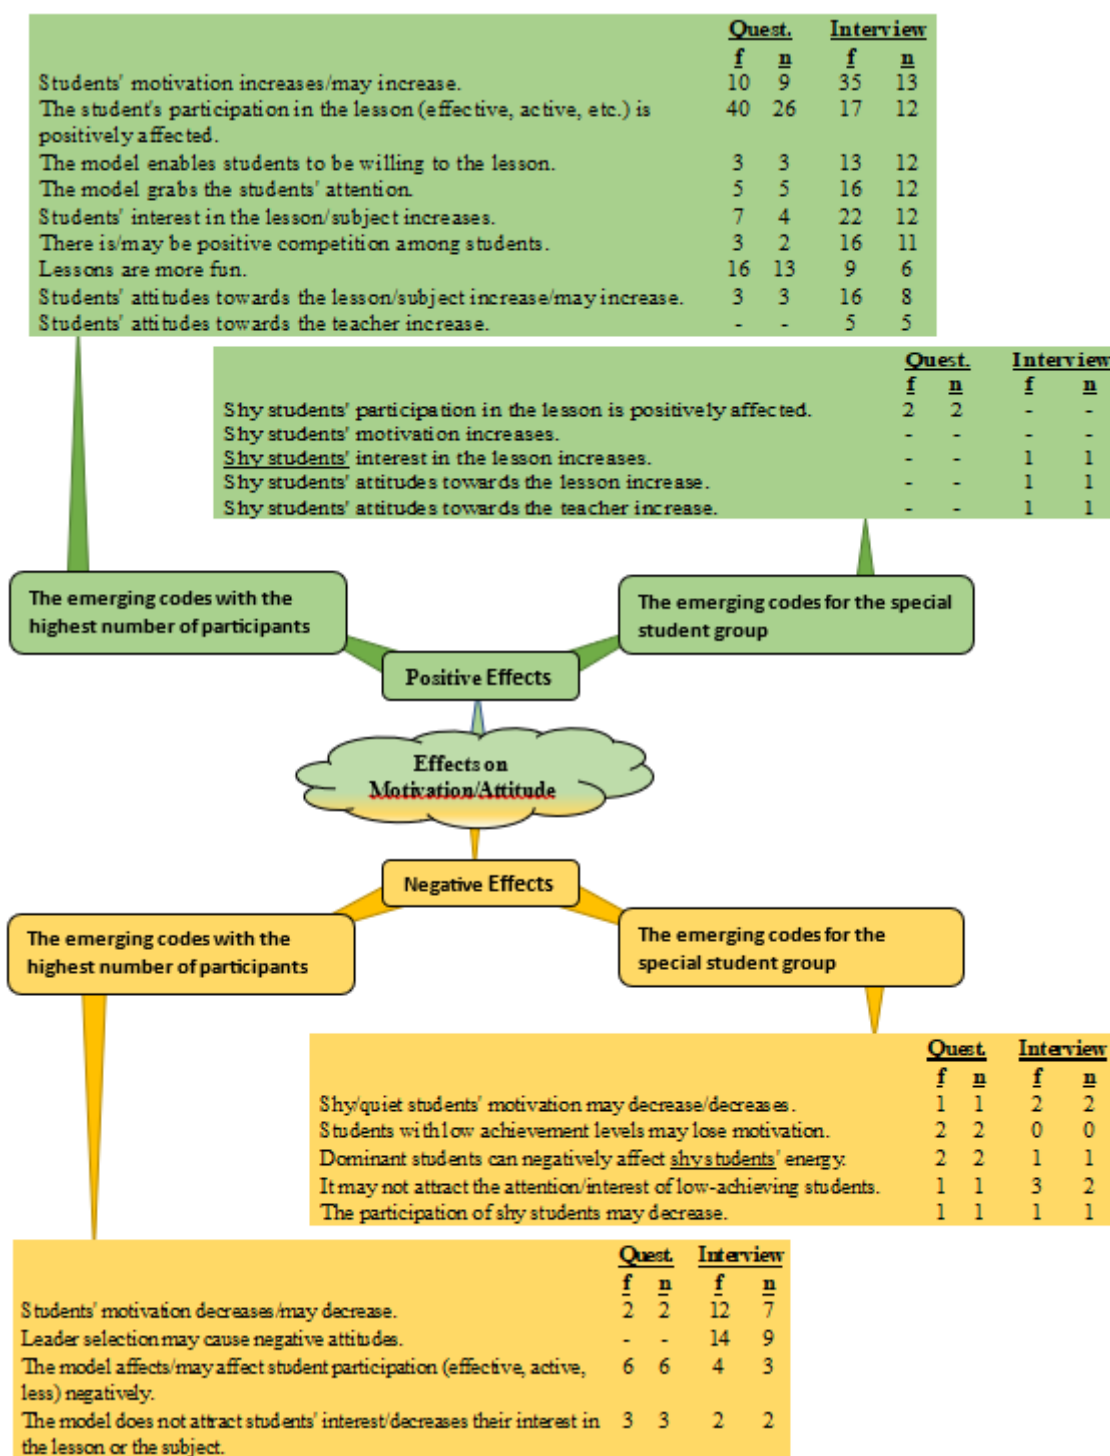 Quest. Interview
f n f n
Students' motivation increases/may increase. 10 9 35 13
The student's participation in the lesson (effective, active, etc.) is 40 26 17 12
positively affected.
The model enables students to be willing to the lesson. 3 3 13 12
The model grabs the students' attention. 5 5 16 12
Students' interest in the lesson/subject increases. 7 4 22 12
There is/may be positive competition among students. 3 2 16 11
Lessons are more fun. 16 13 9 6
Students' attitudes towards the lesson/subject increase/may increase. 3 3 16 8
Students' attitudes towards the teacher increase. - - 5 5
Quest. Interview
f n f n
Shy students' participation in the lesson is positively affected. 2 2 - -
Shy students' motivation increases. - - - -
Shy students' interest in the lesson increases. - - 1 1
Shy students' attitudes towards the lesson increase. - - 1 1
Shy students' attitudes towards the teacher increase. - - 1 1
The emerging codes with the
highest number of participants
The emerging codes for the special
student group
Positive Effects
Effects on
Motivation/Attitude
Negative Effects
The emerging codes with the
highest number of participants
The emerging codes for the
special student group
Quest. Interview
f n f n
Shy/quiet students' motivation may decrease/decreases. 1 1 2 2
Students with low achievement levels may lose motivation. 2 2 0 0
Dominant students can negatively affect shy students' energy. 2 2 1 1
It may not attract the attention/interest of low-achieving students. 1 1 3 2
The participation of shy students may decrease. 1 1 1 1
Quest. Interview
f n f n
Students' motivation decreases/may decrease. 2 2 12 7
Leader selection may cause negative attitudes. - - 14 9
The model affects/may affect student participation (effective, active, 6 6 4 3
less) negatively.
The model does not attract students' interest/decreases their interest in 3 3 2 2
the lesson or the subject.